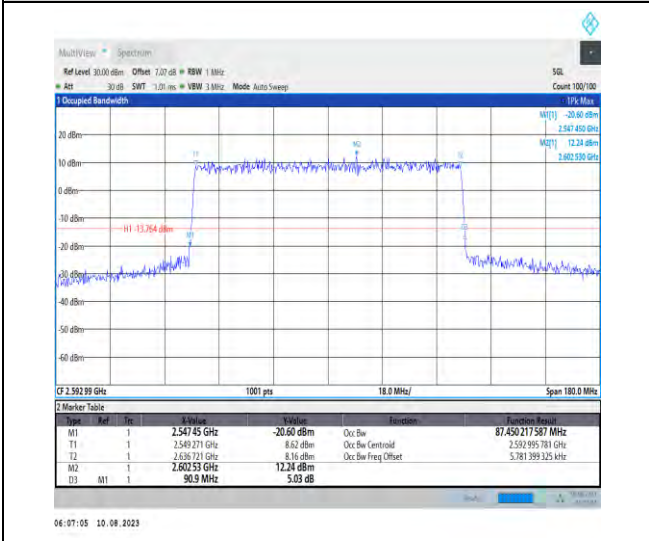 MultiView Spectrum
Ref Level 30.00 dBm Offset 7.07 dB RBW 1 MHz SGL
Att 30 dB SWT 1.01 ms VBW 3 MHz Mode Auto Sweep Count 100/100
1 Occupied Bandwidth 1Pk Max
M1[1] -20.60 dBm
2.547 450 GHz
M2[1] 12.24 dBm
2.602 530 GHz
20 dBm
M2
T1
10 dBm
0 dBm
-10 dBm
H1 -13.764 dBm
D3
M1
-20 dBm
-30 dBm
-40 dBm
-50 dBm
-60 dBm
CF 2.592 99 GHz 1001 pts 18.0 MHz/ Span 180.0 MHz
2 Marker Table
Type Ref Trc X-Value Y-Value Function Function Result
M1 1 2.547 45 GHz -20.60 dBm Occ Bw 87.450 217 587 MHz
T1 1 2.549 271 GHz 8.62 dBm Occ Bw Centroid 2.592 995 781 GHz
T2 1 2.636 721 GHz 8.16 dBm Occ Bw Freq Offset 5.781 399 325 kHz
M2 1 2.602 53 GHz 12.24 dBm
D3 M1 1 90.9 MHz 5.03 dB
06:07:05 10.08.2023